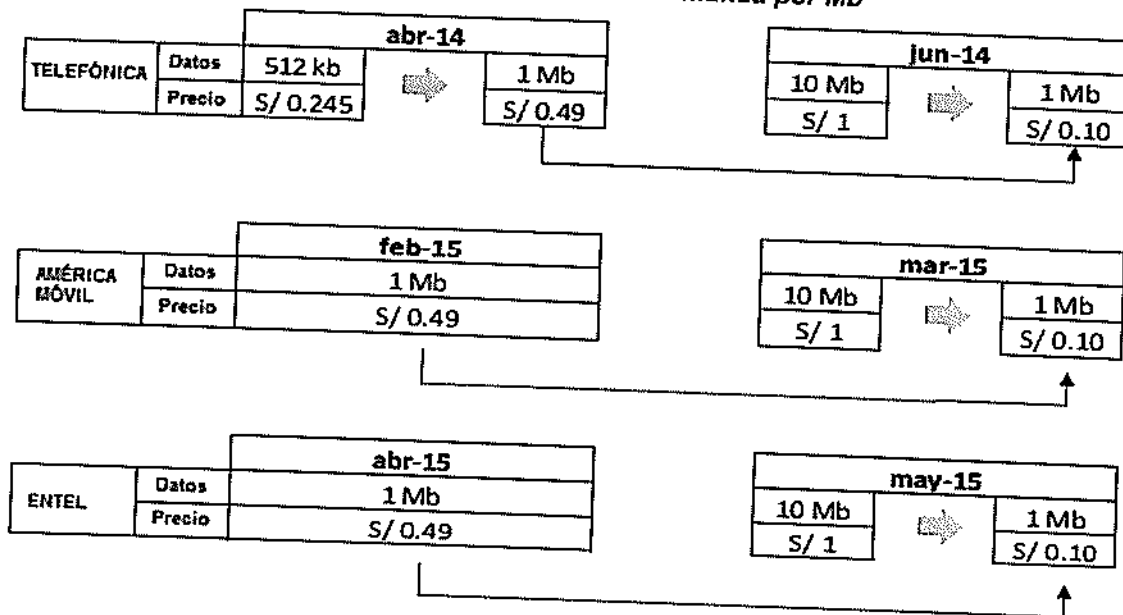 por Mb
abr-14
TELEFÓNICA Datos 512 kb 1 Mb
Precio S/ 0.245 S/ 0.49
jun-14
10 Mb 1 Mb
S/ 1 S/ 0.10
feb-15
AMÉRICA MÓVIL Datos 1 Mb
Precio S/ 0.49
mar-15
10 Mb 1 Mb
S/ 1 S/ 0.10
abr-15
ENTEL Datos 1 Mb
Precio S/ 0.49
may-15
10 Mb 1 Mb
S/ 1 S/ 0.10